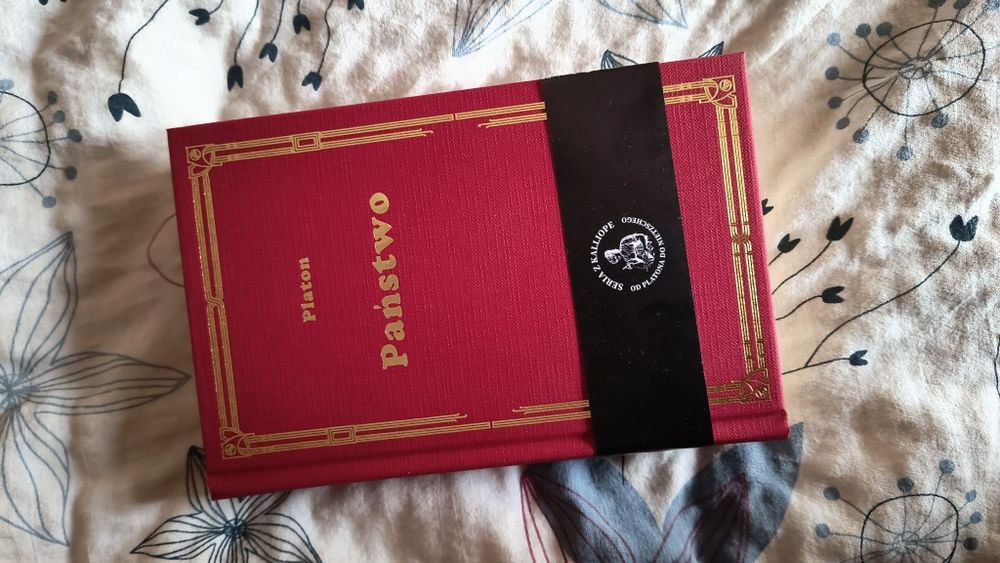 Platon
Państwo
SERIA Z KALLIOPE
OD PLATONA DO NIETZSCHEGO